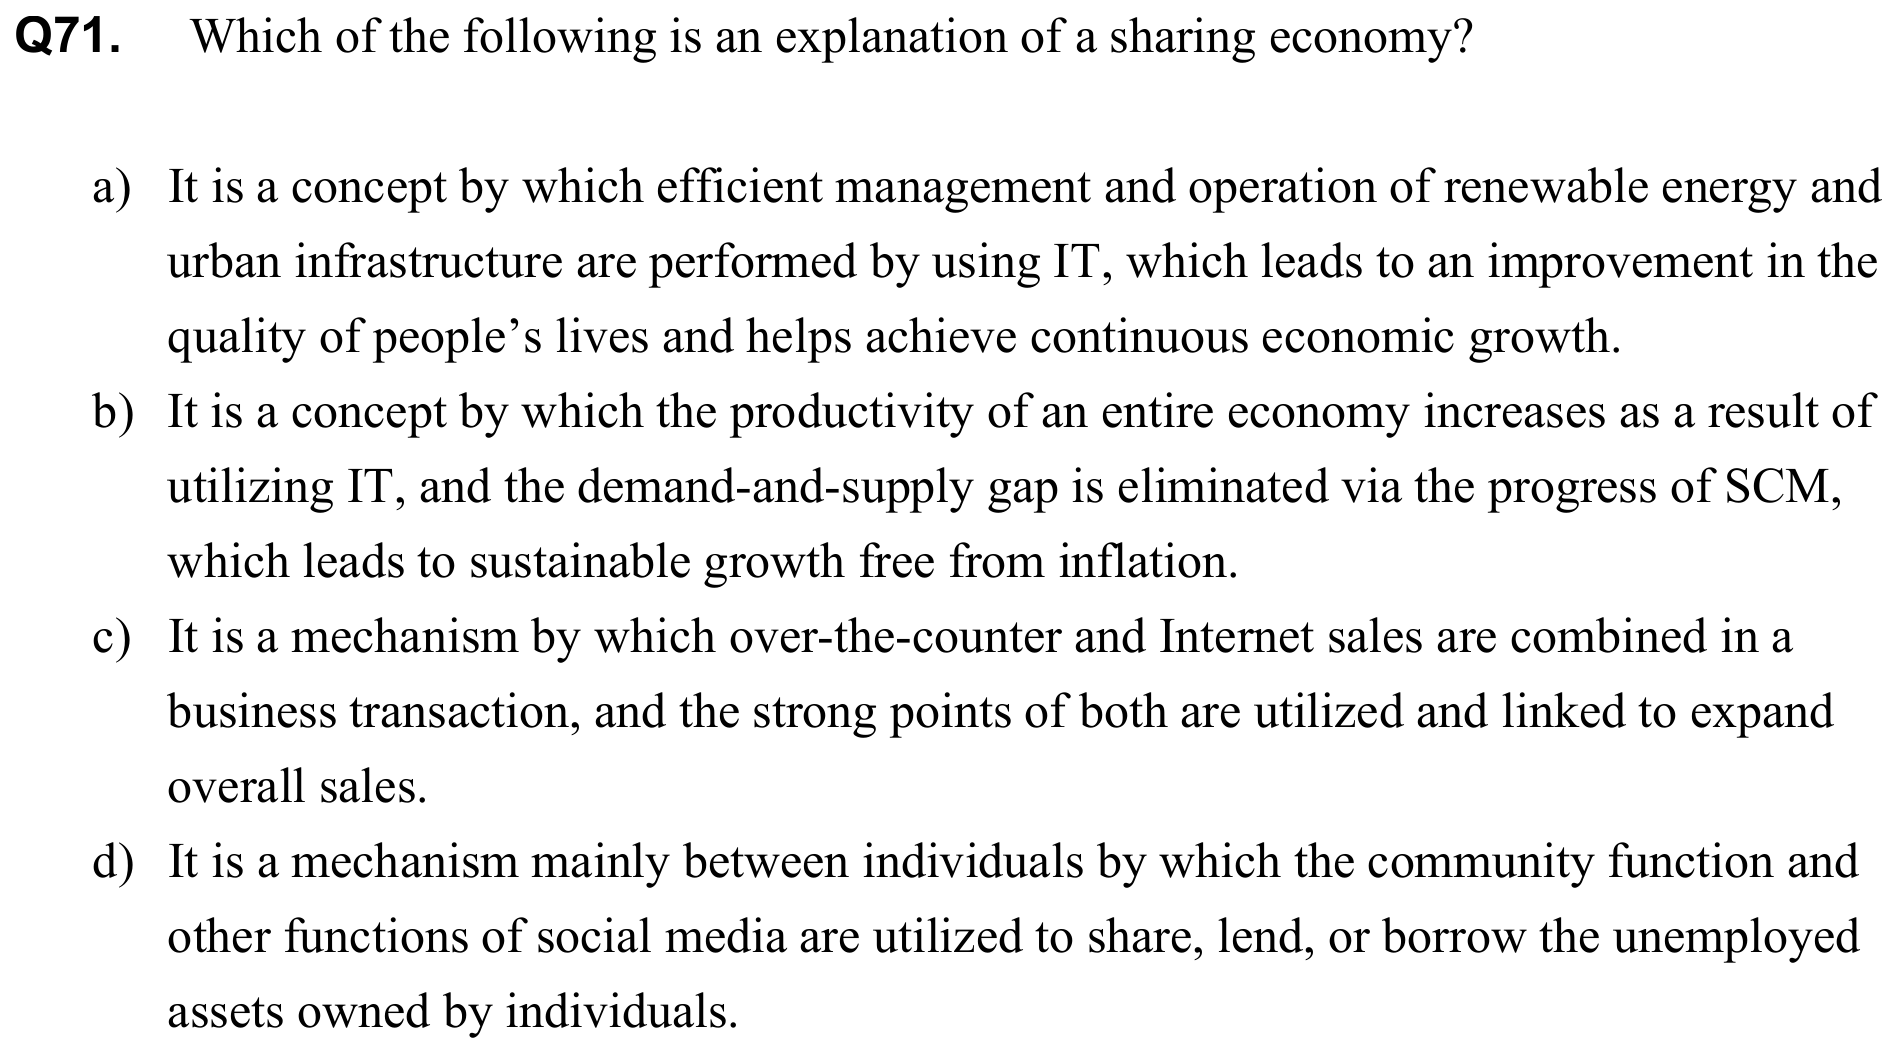 Q71. Which of the following is an explanation of a sharing economy?
a) It is a concept by which efficient management and operation of renewable energy and
urban infrastructure are performed by using IT, which leads to an improvement in the
quality of people’s lives and helps achieve continuous economic growth.
b) It is a concept by which the productivity of an entire economy increases as a result of
utilizing IT, and the demand-and-supply gap is eliminated via the progress of SCM,
which leads to sustainable growth free from inflation.
c) It is a mechanism by which over-the-counter and Internet sales are combined in a
business transaction, and the strong points of both are utilized and linked to expand
overall sales.
d) It is a mechanism mainly between individuals by which the community function and
other functions of social media are utilized to share, lend, or borrow the unemployed
assets owned by individuals.